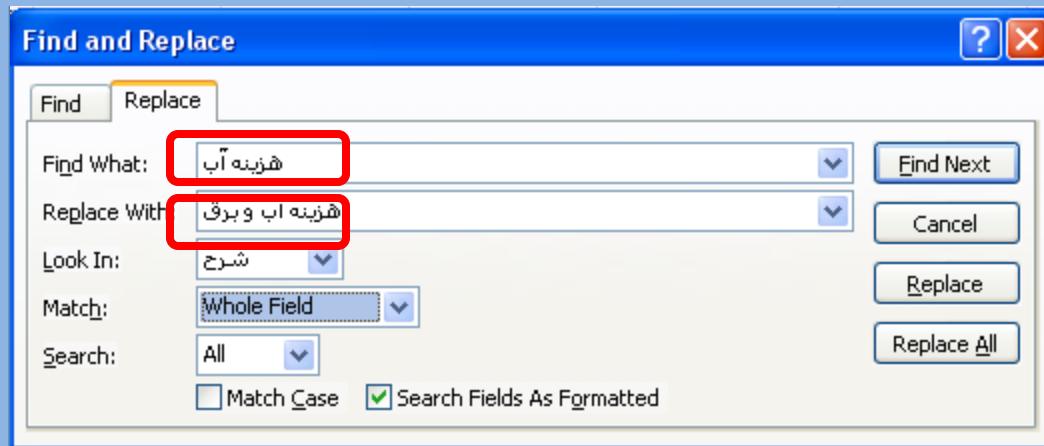 Find and Replace
Find Replace
Find What: هزینه آب Find Next
Replace With: هزینه اب و برق Cancel
Look In: شرح
Match: Whole Field Replace
Search: All Replace All
Match Case Search Fields As Formatted